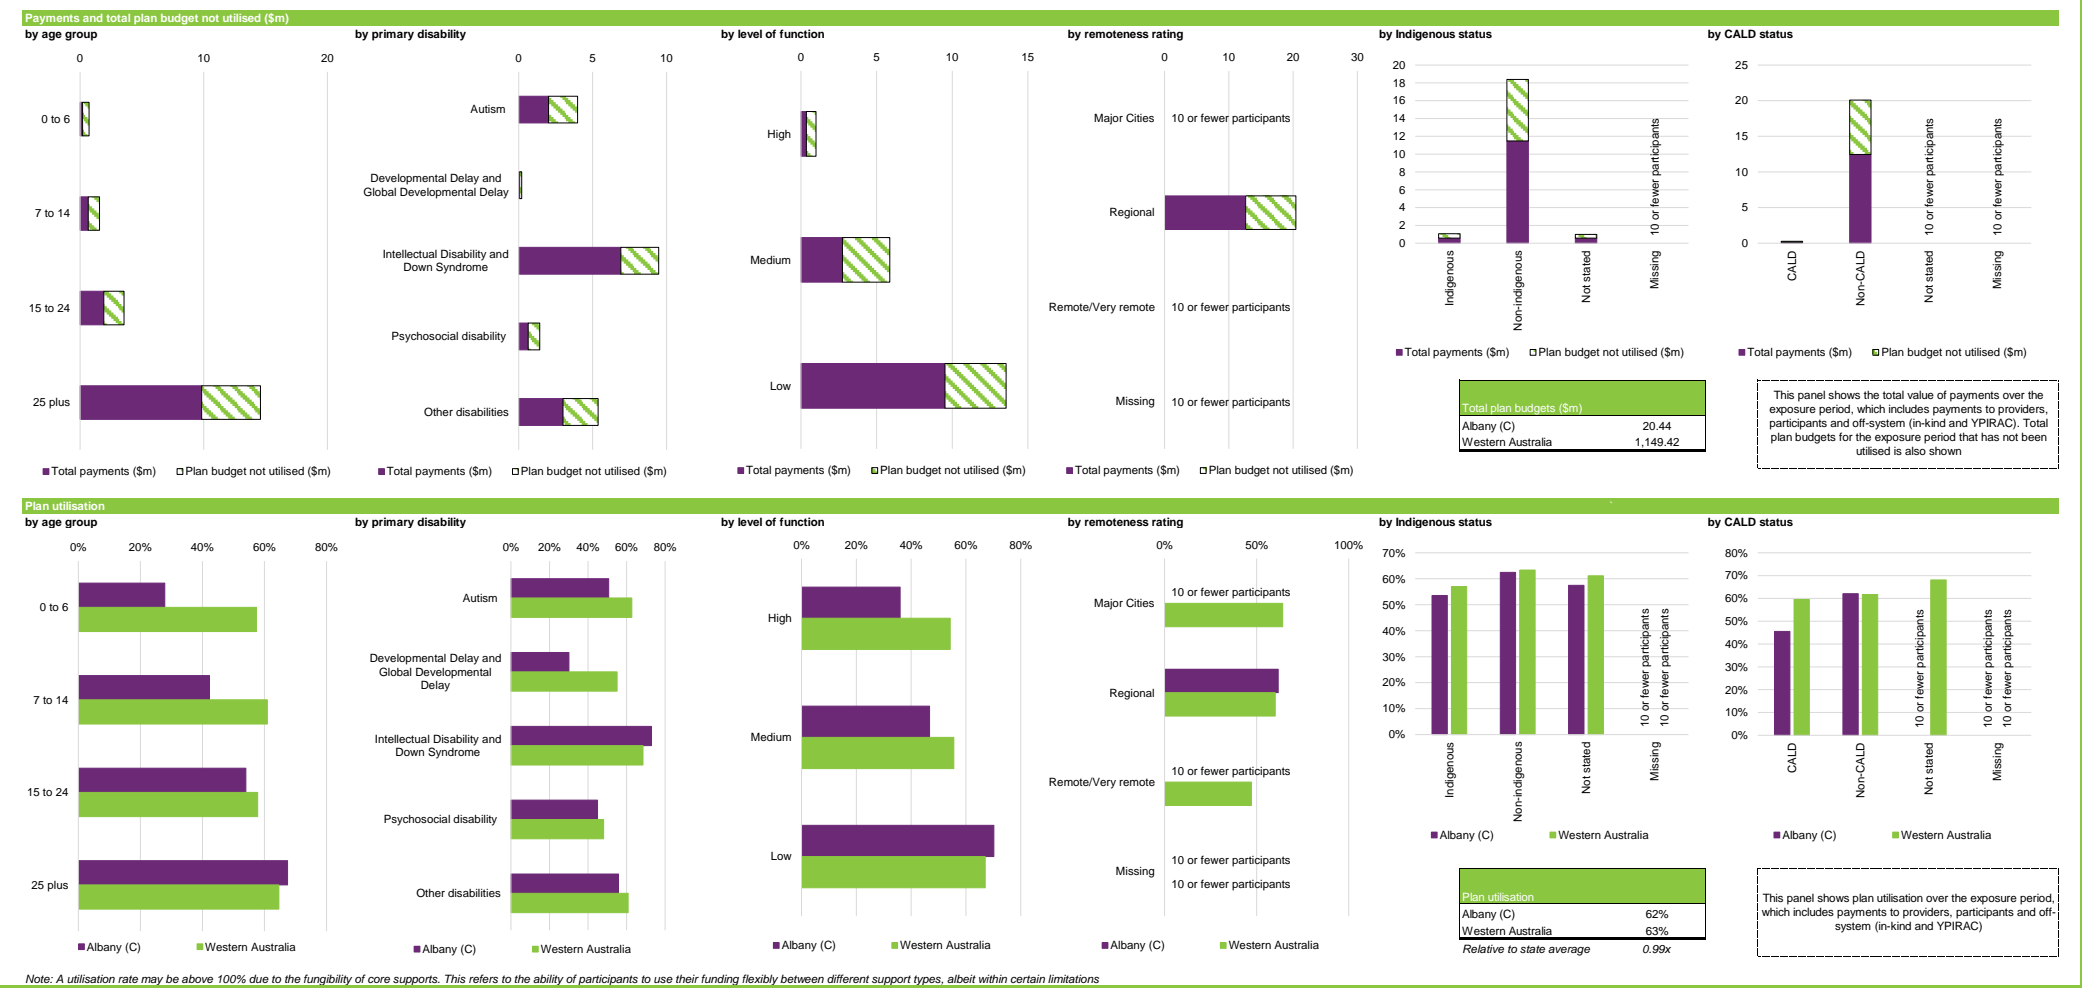 Payments and total plan budget not utilised ($m)
by age group
0 10 20
0 to 6
7 to 14
15 to 24
25 plus
Total payments ($m) Plan budget not utilised ($m)
by primary disability
0 5 10
Autism
Developmental Delay and
Global Developmental Delay
Intellectual Disability and
Down Syndrome
Psychosocial disability
Other disabilities
Total payments ($m) Plan budget not utilised ($m)
by level of function
0 5 10 15
High
Medium
Low
Total payments ($m) Plan budget not utilised ($m)
by remoteness rating
0 10 20 30
Major Cities 10 or fewer participants
Regional
Remote/Very remote 10 or fewer participants
Missing 10 or fewer participants
Total payments ($m) Plan budget not utilised ($m)
by Indigenous status
20
18
16
14
12
10
8
6
4
2
0
10 or fewer participants
Indigenous
Non-indigenous
Not stated
Missing
Total payments ($m) Plan budget not utilised ($m)
by CALD status
25
20
15
10
5
0
10 or fewer participants
10 or fewer participants
CALD
Non-CALD
Not stated
Missing
Total payments ($m) Plan budget not utilised ($m)
Total plan budgets ($m)
Albany (C) 20.44
Western Australia 1,149.42
This panel shows the total value of payments over the
exposure period, which includes payments to providers,
participants and off-system (in-kind and YPIRAC). Total
plan budgets for the exposure period that has not been
utilised is also shown
Plan utilisation
by age group
0% 20% 40% 60% 80%
0 to 6
7 to 14
15 to 24
25 plus
Albany (C) Western Australia
by primary disability
0% 20% 40% 60% 80%
Autism
Developmental Delay and
Global Developmental
Delay
Intellectual Disability and
Down Syndrome
Psychosocial disability
Other disabilities
Albany (C) Western Australia
by level of function
0% 20% 40% 60% 80%
High
Medium
Low
Albany (C) Western Australia
by remoteness rating
0% 50% 100%
Major Cities 10 or fewer participants
Regional
Remote/Very remote 10 or fewer participants
Missing 10 or fewer participants
10 or fewer participants
Albany (C) Western Australia
by Indigenous status
70%
60%
50%
40%
30%
20%
10%
0%
10 or fewer participants
10 or fewer participants
Indigenous
Non-indigenous
Not stated
Missing
Albany (C) Western Australia
by CALD status
80%
70%
60%
50%
40%
30%
20%
10%
0%
10 or fewer participants
10 or fewer participants
10 or fewer participants
CALD
Non-CALD
Not stated
Missing
Albany (C) Western Australia
Plan utilisation
Albany (C) 62%
Western Australia 63%
Relative to state average 0.99x
This panel shows plan utilisation over the exposure period,
which includes payments to providers, participants and off-
system (in-kind and YPIRAC)
Note: A utilisation rate may be above 100% due to the fungibility of core supports. This refers to the ability of participants to use their funding flexibly between different support types, albeit within certain limitations